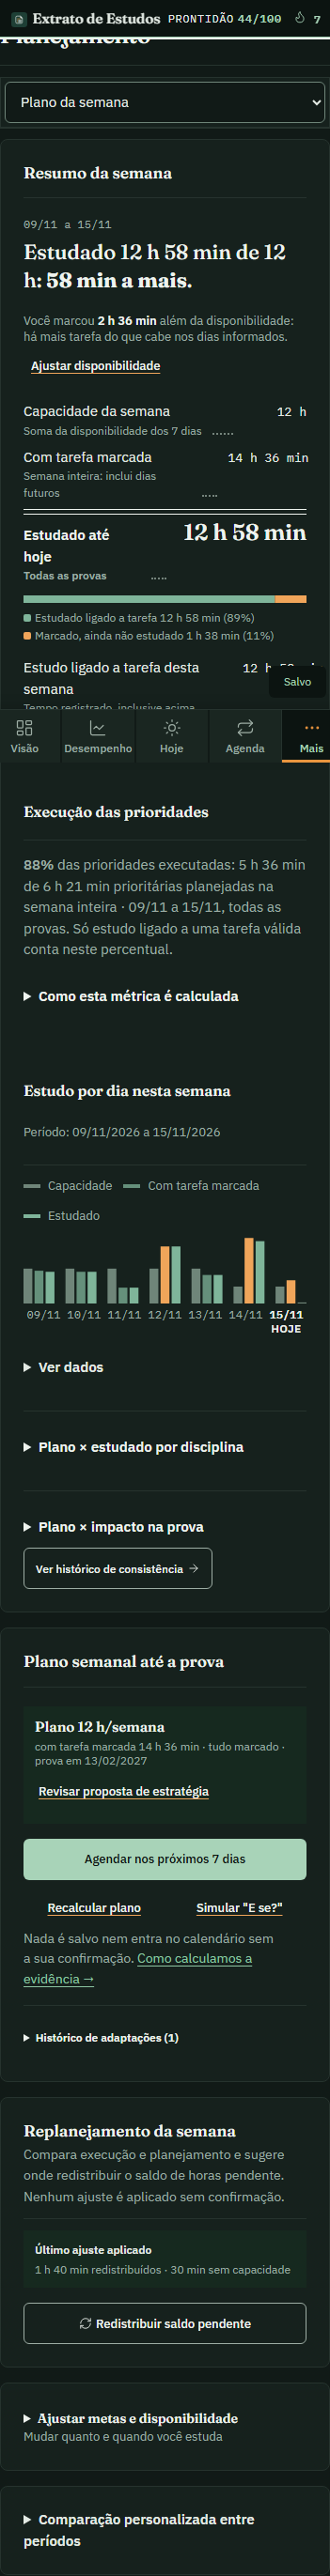 Extrato de Estudos PRONTIDÃO 44/100 7
Planejamento
Plano da semana
Resumo da semana
09/11 a 15/11
Estudado 12 h 58 min de 12
h: 58 min a mais.
Você marcou 2 h 36 min além da disponibilidade:
há mais tarefa do que cabe nos dias informados.
Ajustar disponibilidade
Capacidade da semana 12 h
Soma da disponibilidade dos 7 dias ......
Com tarefa marcada 14 h 36 min
Semana inteira: inclui dias
futuros .....
Estudado até 12 h 58 min
hoje
Todas as provas .....
Estudado ligado a tarefa 12 h 58 min (89%)
Marcado, ainda não estudado 1 h 38 min (11%)
Estudo ligado a tarefa desta
semana
Salvo
Tempo registrado, inclusive acima
Visão
Desempenho
Hoje
Agenda
Mais
Execução das prioridades
88% das prioridades executadas: 5 h 36 min
de 6 h 21 min prioritárias planejadas na
semana inteira · 09/11 a 15/11, todas as
provas. Só estudo ligado a uma tarefa válida
conta neste percentual.
▶ Como esta métrica é calculada
Estudo por dia nesta semana
Período: 09/11/2026 a 15/11/2026
Capacidade Com tarefa marcada
Estudado
09/11 10/11 11/11 12/11 13/11 14/11 15/11
HOJE
▶ Ver dados
▶ Plano × estudado por disciplina
▶ Plano × impacto na prova
Ver histórico de consistência →
Plano semanal até a prova
Plano 12 h/semana
com tarefa marcada 14 h 36 min · tudo marcado ·
prova em 13/02/2027
Revisar proposta de estratégia
Agendar nos próximos 7 dias
Recalcular plano Simular "E se?"
Nada é salvo nem entra no calendário sem
a sua confirmação. Como calculamos a
evidência →
▶ Histórico de adaptações (1)
Replanejamento da semana
Compara execução e planejamento e sugere
onde redistribuir o saldo de horas pendente.
Nenhum ajuste é aplicado sem confirmação.
Último ajuste aplicado
1 h 40 min redistribuídos · 30 min sem capacidade
Redistribuir saldo pendente
▶ Ajustar metas e disponibilidade
Mudar quanto e quando você estuda
▶ Comparação personalizada entre
períodos